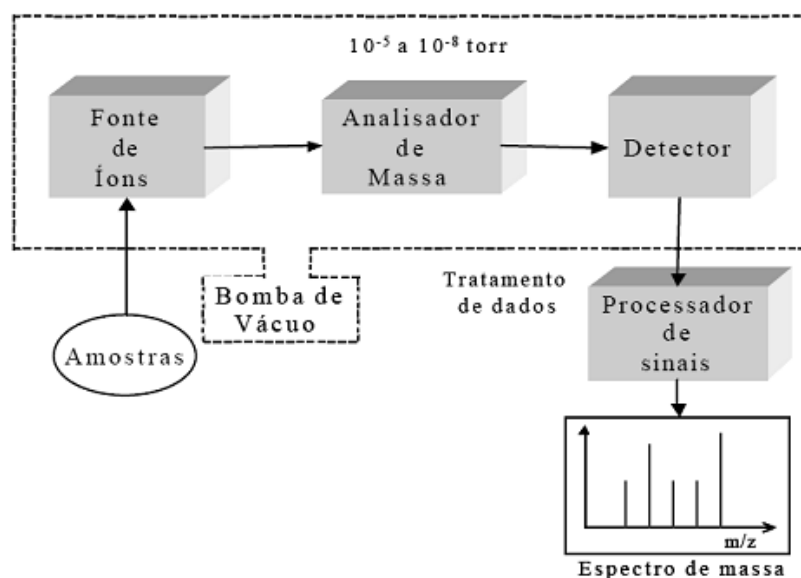 10⁻⁵ a 10⁻⁸ torr
Fonte
de
Íons
Analisador
de
Massa
Detector
Bomba de
Vácuo
Amostras
Tratamento
de dados
Processador
de
sinais
m/z
Espectro de massa